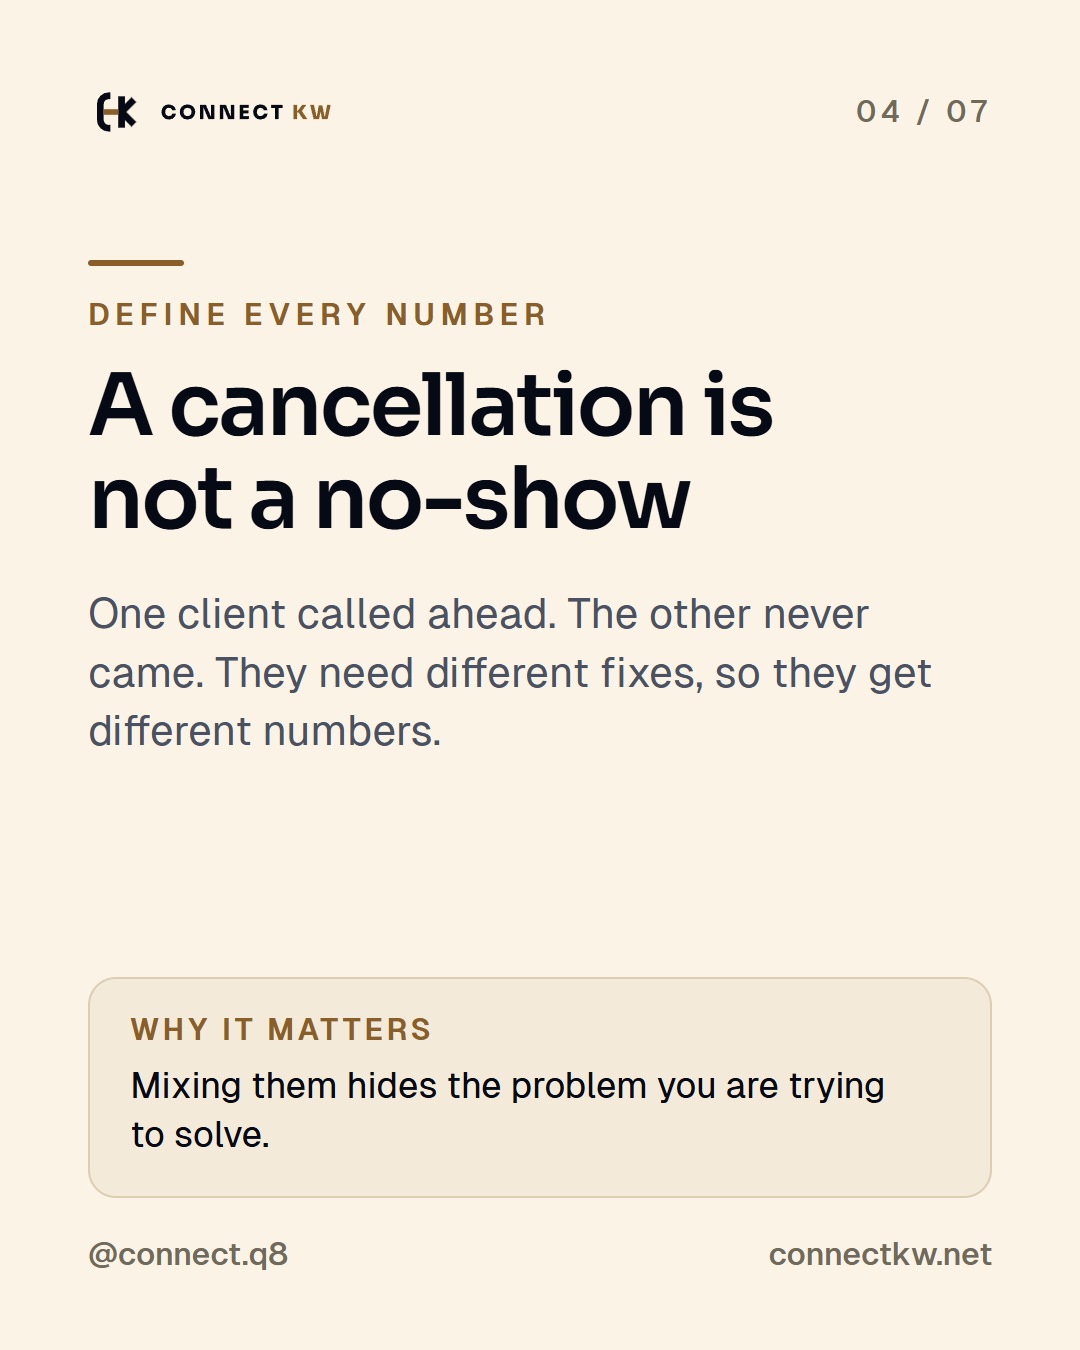 CONNECT KW
04 / 07
DEFINE EVERY NUMBER
A cancellation is
not a no-show
One client called ahead. The other never
came. They need different fixes, so they get
different numbers.
WHY IT MATTERS
Mixing them hides the problem you are trying
to solve.
@connect.q8
connectkw.net